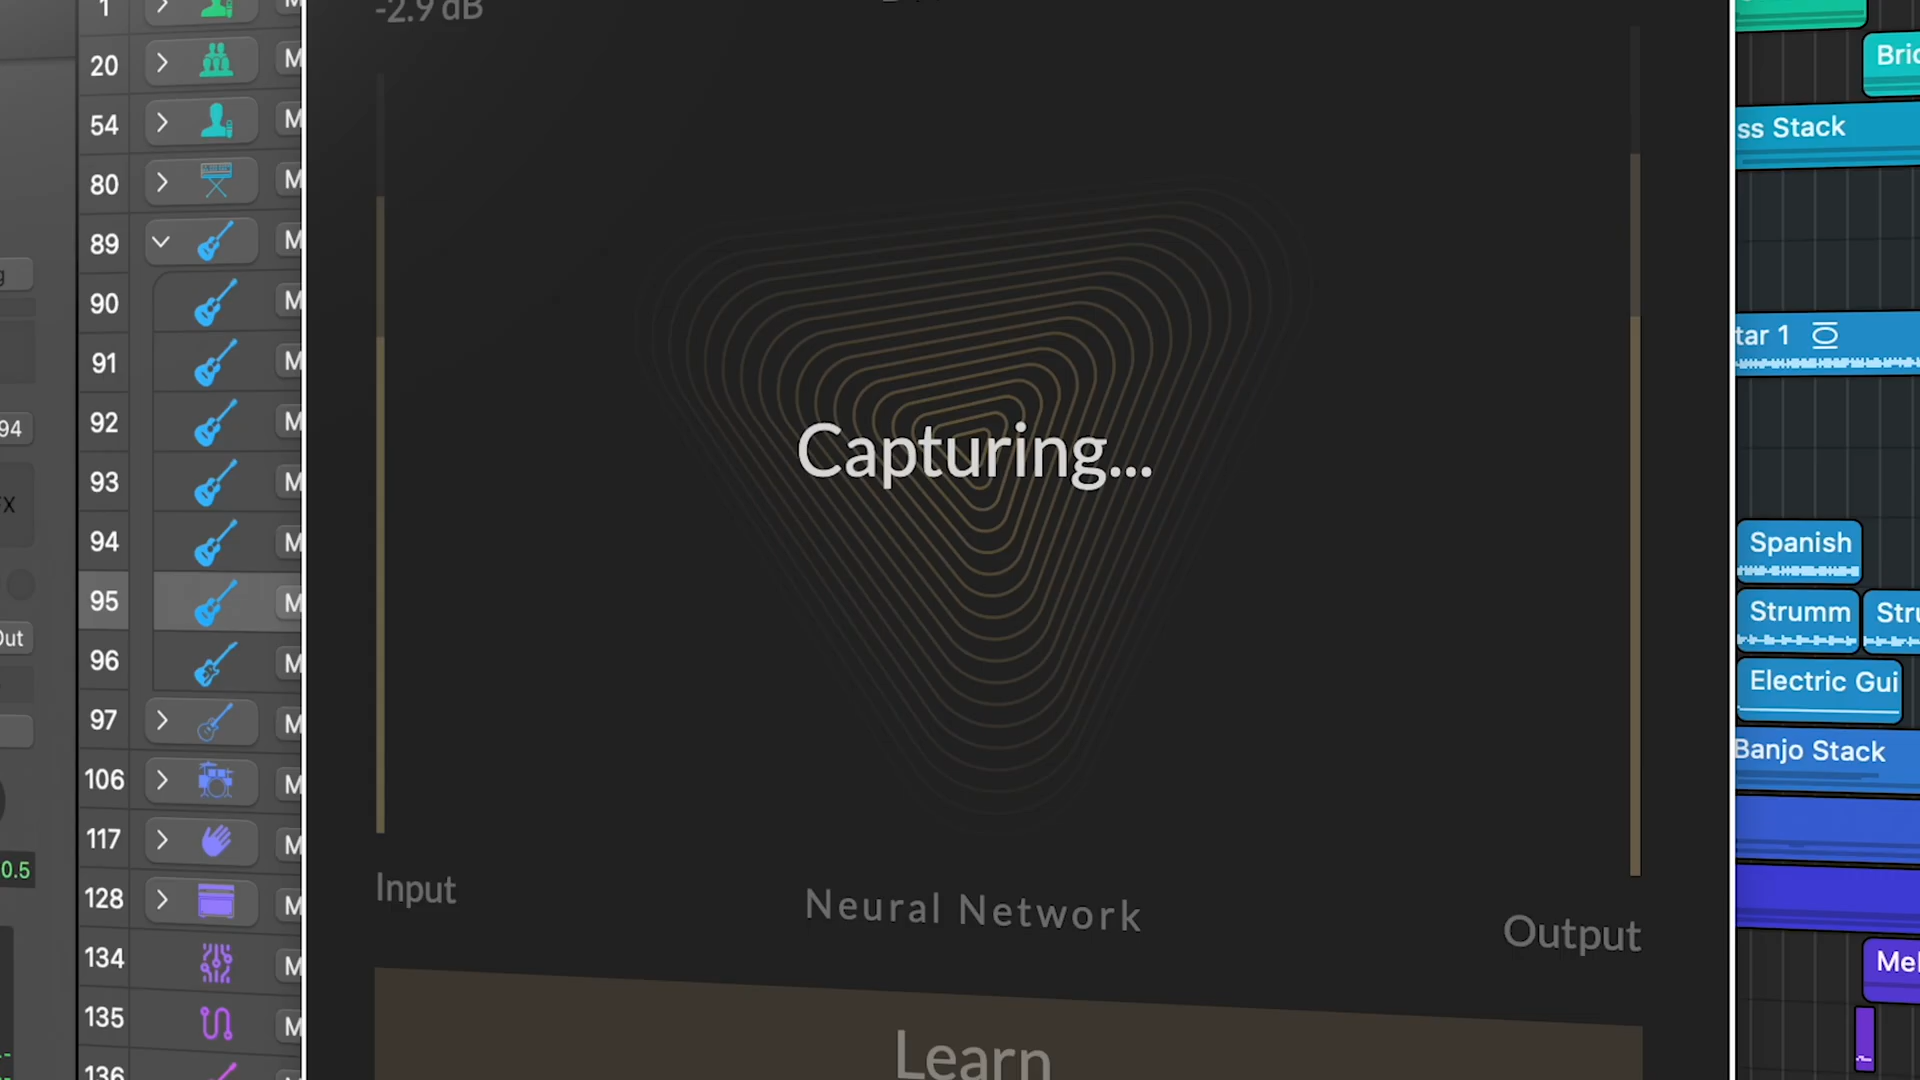 -2.9 dB
1
M
20
M
Bric
54
M
ss Stack
80
M
89
M
90
M
tar 1
91
M
94
92
M
Capturing...
93
M
X
94
M
Spanish
95
M
Strumm
Stru
Out
96
M
Electric Gui
97
M
Banjo Stack
106
M
117
M
0.5
Input
Neural Network
Output
128
M
134
M
Mel
135
M
Learn
136